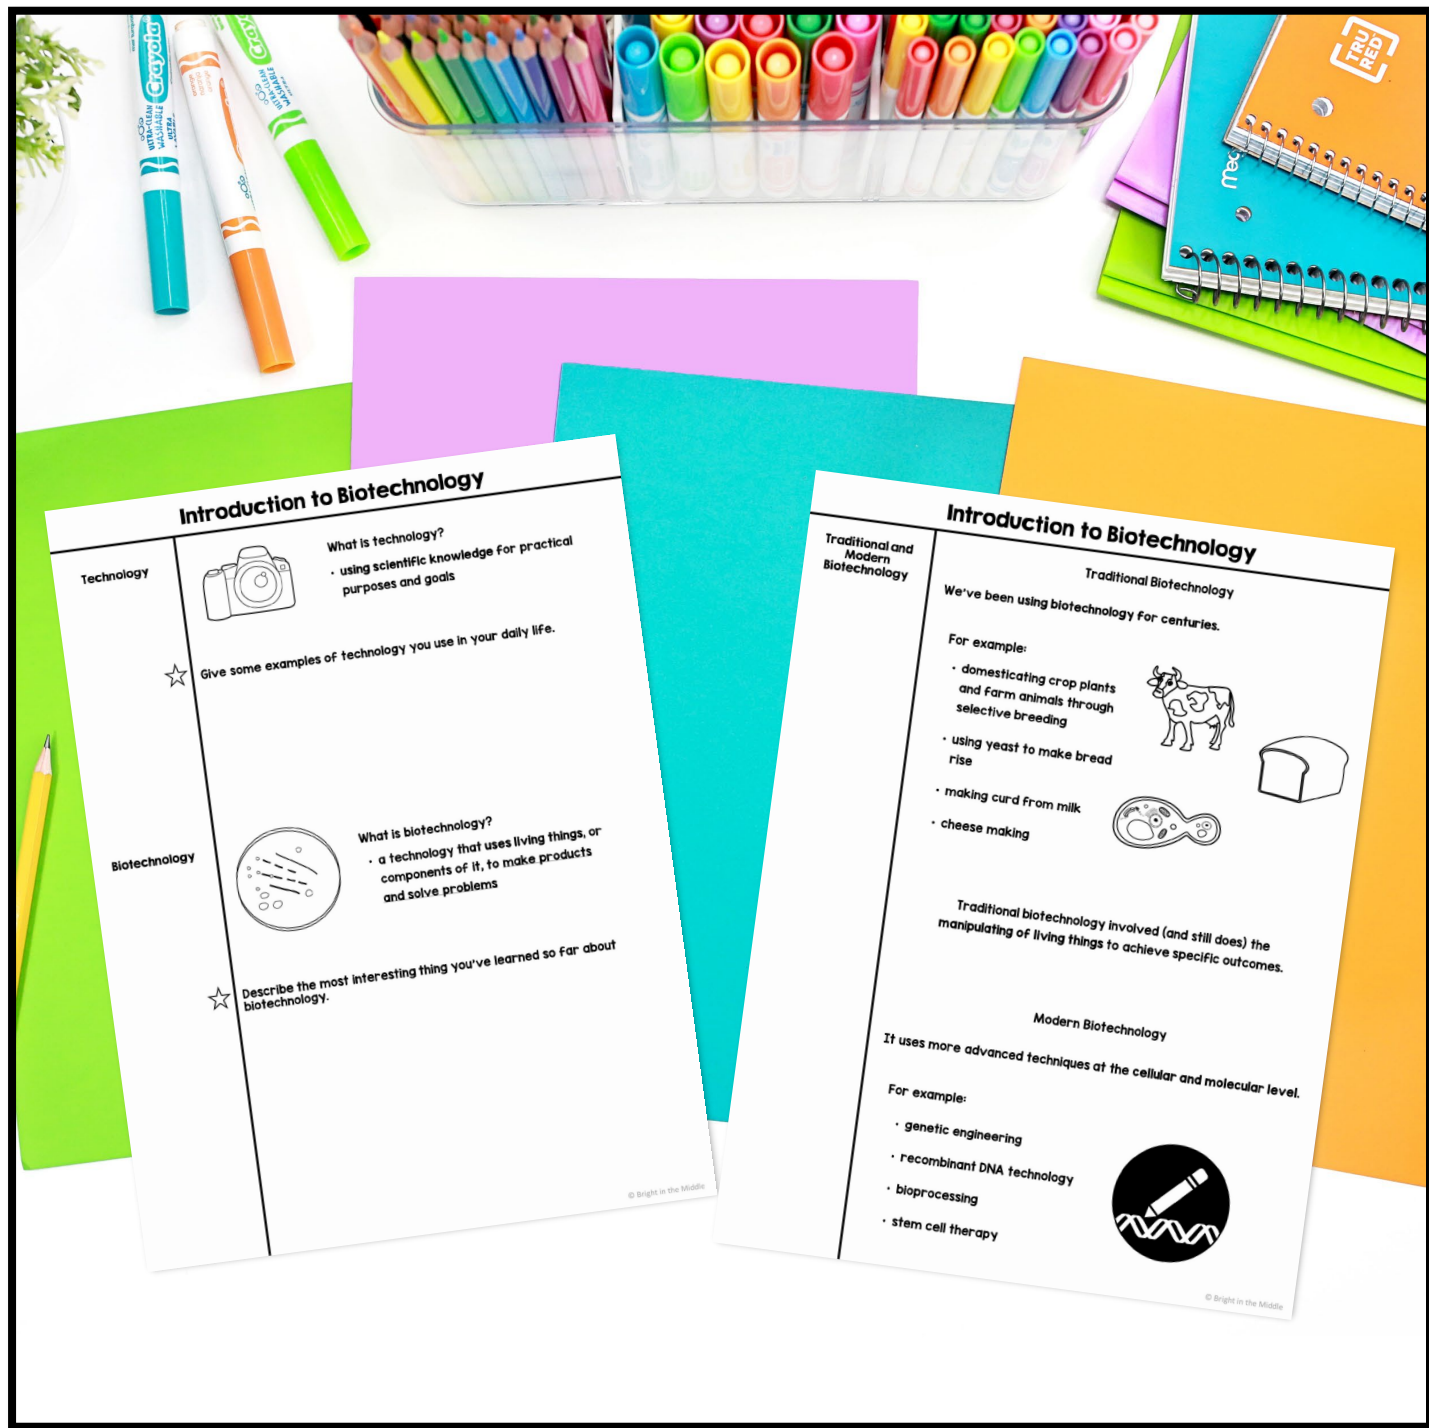 Crayola
ULTRA-CLEAN
WASHABLE
ULTRA
Crayola
ULTRA-CLEAN
WASHABLE
TRU
RED
Introduction to Biotechnology
Technology
What is technology?
· using scientific knowledge for practical
purposes and goals
Give some examples of technology you use in your daily life.
Biotechnology
What is biotechnology?
· a technology that uses living things, or
components of it, to make products
and solve problems
Describe the most interesting thing you've learned so far about
biotechnology.
© Bright in the Middle
Introduction to Biotechnology
Traditional and
Modern
Biotechnology
Traditional Biotechnology
We've been using biotechnology for centuries.
For example:
· domesticating crop plants
and farm animals through
selective breeding
· using yeast to make bread
rise
· making curd from milk
· cheese making
Traditional biotechnology involved (and still does) the
manipulating of living things to achieve specific outcomes.
Modern Biotechnology
It uses more advanced techniques at the cellular and molecular level.
For example:
· genetic engineering
· recombinant DNA technology
· bioprocessing
· stem cell therapy
© Bright in the Middle